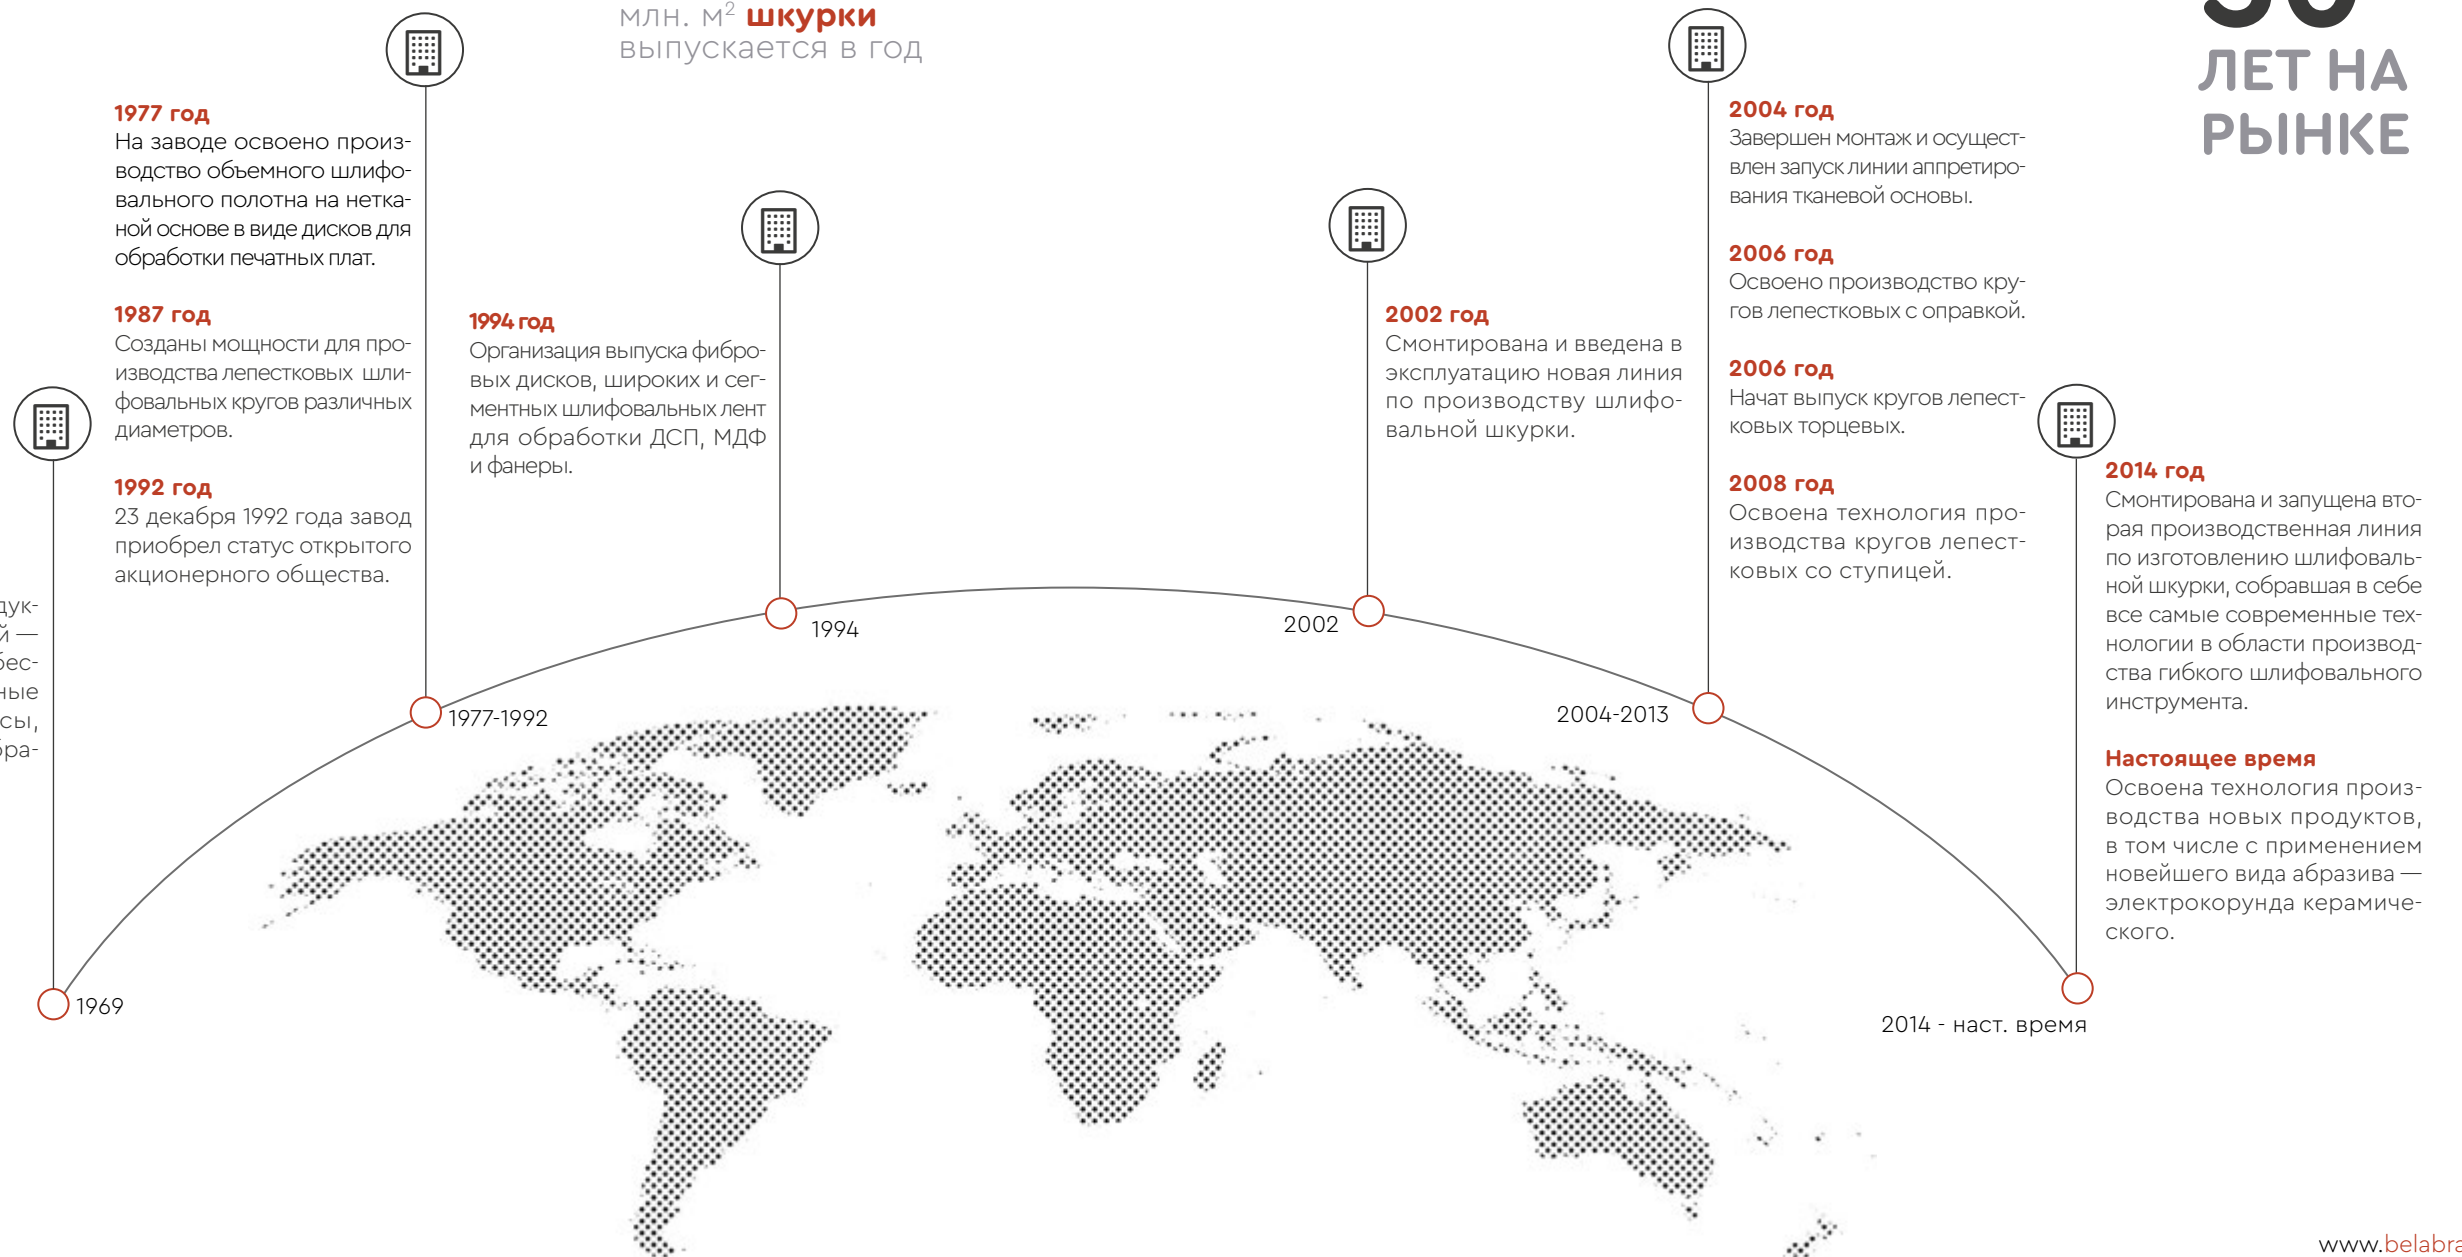 млн. м² шкурки
выпускается в год
ЛЕТ НА
РЫНКЕ
1977 год
На заводе освоено произ-
водство объемного шлифо-
вального полотна на нетка-
ной основе в виде дисков для
обработки печатных плат.
1987 год
Созданы мощности для про-
изводства лепестковых шли-
фовальных кругов различных
диаметров.
1992 год
23 декабря 1992 года завод
приобрел статус открытого
акционерного общества.
1994 год
Организация выпуска фибро-
вых дисков, широких и сег-
ментных шлифовальных лент
для обработки ДСП, МДФ
и фанеры.
2002 год
Смонтирована и введена в
эксплуатацию новая линия
по производству шлифо-
вальной шкурки.
2004 год
Завершен монтаж и осущест-
влен запуск линии аппретиро-
вания тканевой основы.
2006 год
Освоено производство кру-
гов лепестковых с оправкой.
2006 год
Начат выпуск кругов лепест-
ковых торцевых.
2008 год
Освоена технология про-
изводства кругов лепест-
ковых со ступицей.
2014 год
Смонтирована и запущена вто-
рая производственная линия
по изготовлению шлифоваль-
ной шкурки, собравшая в себе
все самые современные тех-
нологии в области производ-
ства гибкого шлифовального
инструмента.
Настоящее время
Освоена технология произ-
водства новых продуктов,
в том числе с применением
новейшего вида абразива —
электрокорунда керамиче-
ского.
1969
1977-1992
1994
2002
2004-2013
2014 - наст. время
www.belabra